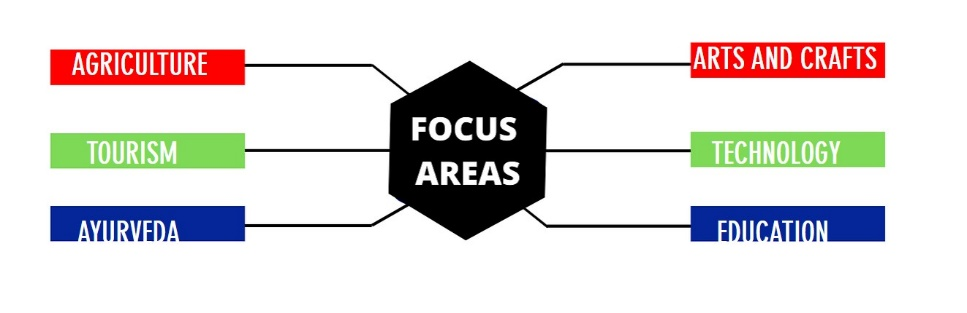 AGRICULTURE
ARTS AND CRAFTS
FOCUS
AREAS
TOURISM
TECHNOLOGY
AYURVEDA
EDUCATION